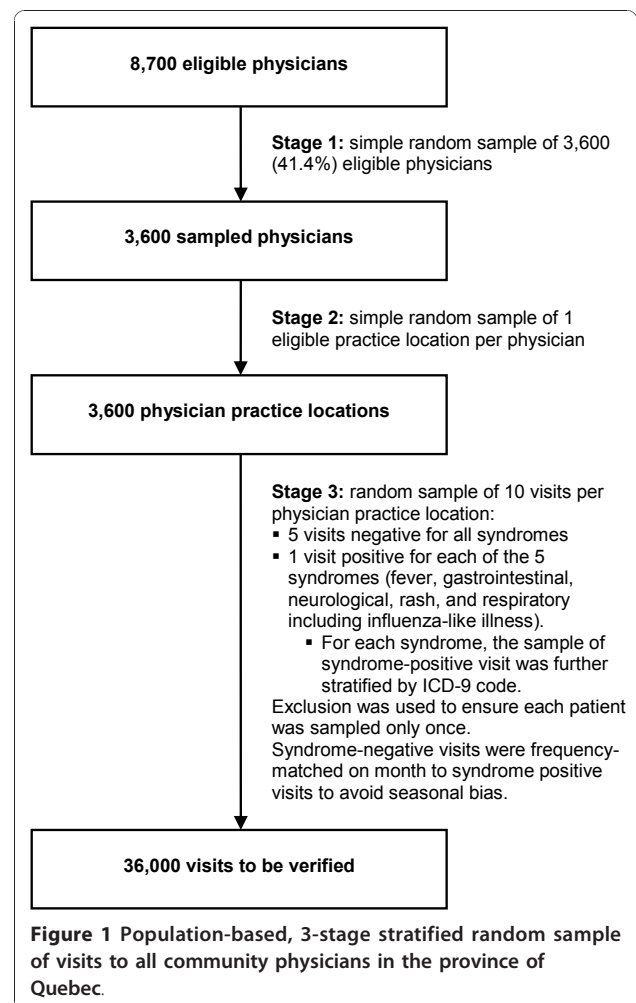 8,700 eligible physicians
Stage 1: simple random sample of 3,600
(41.4%) eligible physicians
3,600 sampled physicians
Stage 2: simple random sample of 1
eligible practice location per physician
3,600 physician practice locations
Stage 3: random sample of 10 visits per
physician practice location:
▪ 5 visits negative for all syndromes
▪ 1 visit positive for each of the 5
syndromes (fever, gastrointestinal,
neurological, rash, and respiratory
including influenza-like illness).
▪ For each syndrome, the sample of
syndrome-positive visit was further
stratified by ICD-9 code.
Exclusion was used to ensure each patient
was sampled only once.
Syndrome-negative visits were frequency-
matched on month to syndrome positive
visits to avoid seasonal bias.
36,000 visits to be verified
Figure 1 Population-based, 3-stage stratified random sample
of visits to all community physicians in the province of
Quebec.